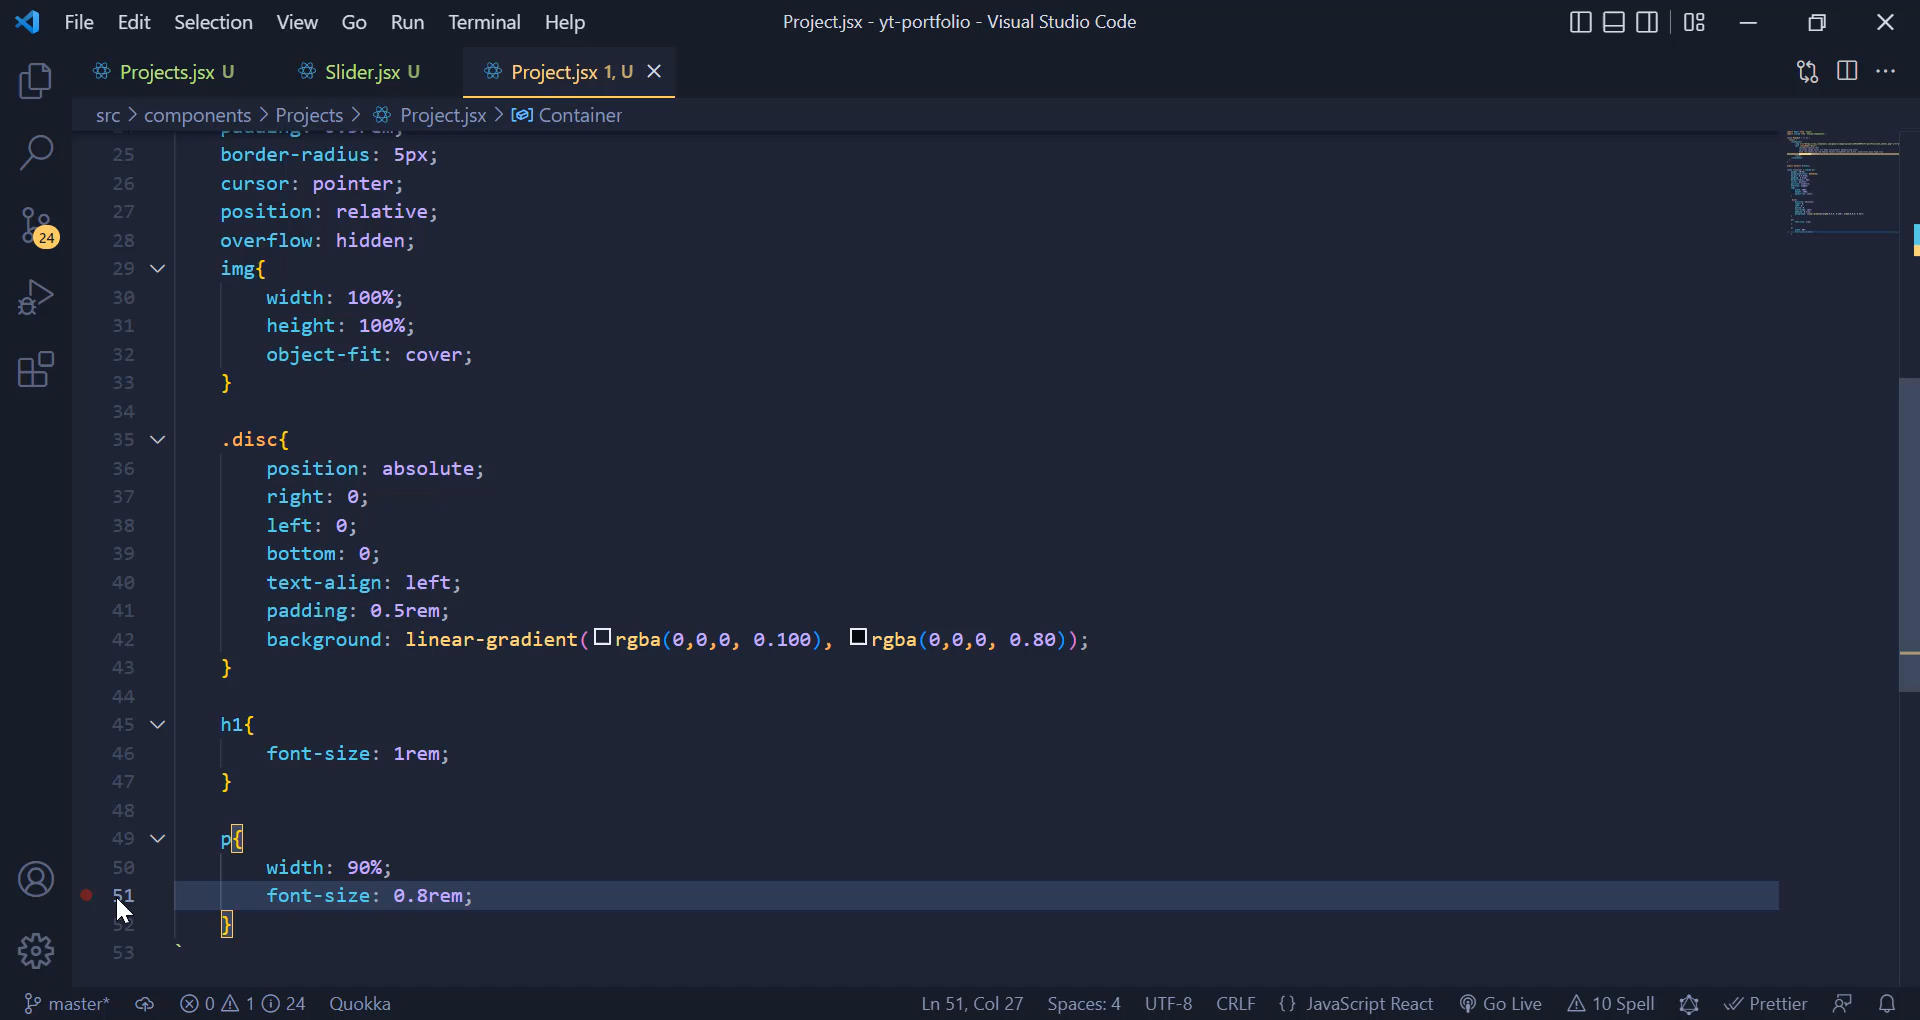 File Edit Selection View Go Run Terminal Help
Project.jsx - yt-portfolio - Visual Studio Code
Projects.jsx U
Slider.jsx U
Project.jsx 1, U
src > components > Projects > Project.jsx > Container
25 border-radius: 5px;
26 cursor: pointer;
27 position: relative;
28 overflow: hidden;
29 img{
30 width: 100%;
31 height: 100%;
32 object-fit: cover;
33 }
34
35 .disc{
36 position: absolute;
37 right: 0;
38 left: 0;
39 bottom: 0;
40 text-align: left;
41 padding: 0.5rem;
42 background: linear-gradient(rgba(0,0,0, 0.100), rgba(0,0,0, 0.80));
43 }
44
45 h1{
46 font-size: 1rem;
47 }
48
49 p{
50 width: 90%;
51 font-size: 0.8rem;
52 }
53 `
24
master* 0 1 24 Quokka
Ln 51, Col 27 Spaces: 4 UTF-8 CRLF {} JavaScript React Go Live 10 Spell Prettier